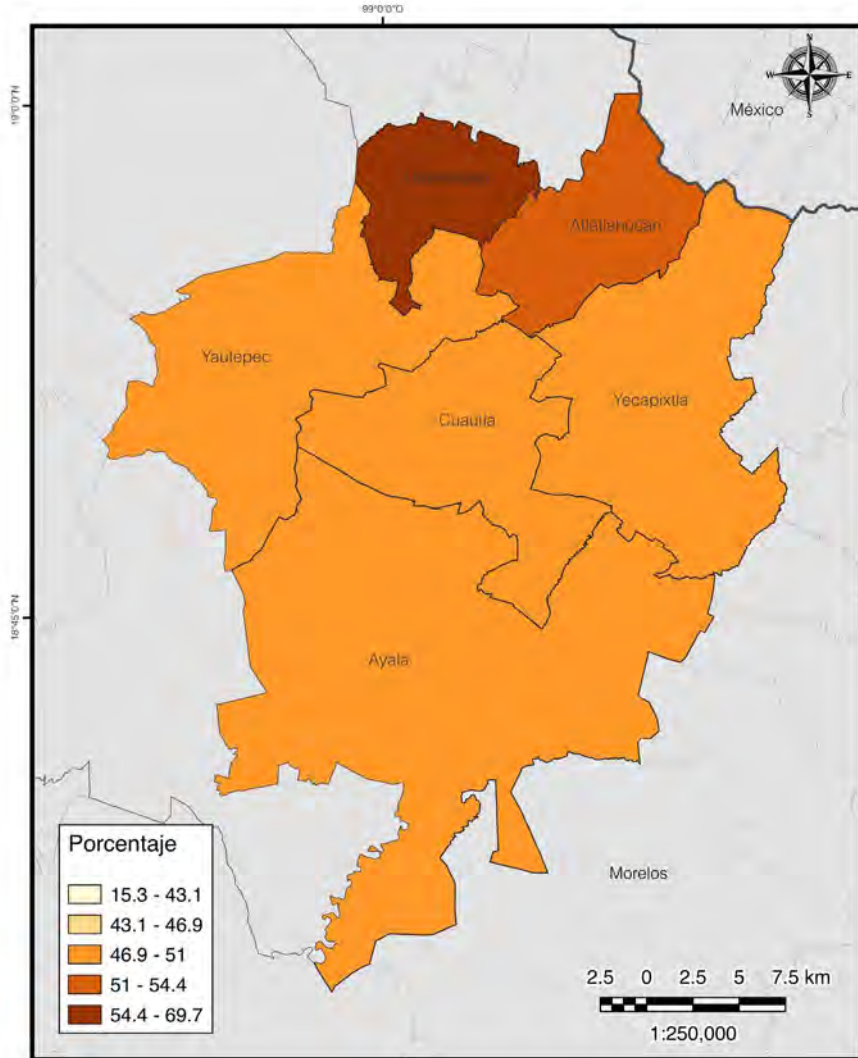 99°0'0"O
19°0'0"N
N
W
E
S
México
Atlatlahucan
Yautepec
Yecapixtla
Cuautla
18°45'0"N
Ayala
Porcentaje
15.3 - 43.1
43.1 - 46.9
46.9 - 51
51 - 54.4
54.4 - 69.7
Morelos
2.5 0 2.5 5 7.5 km
1:250,000